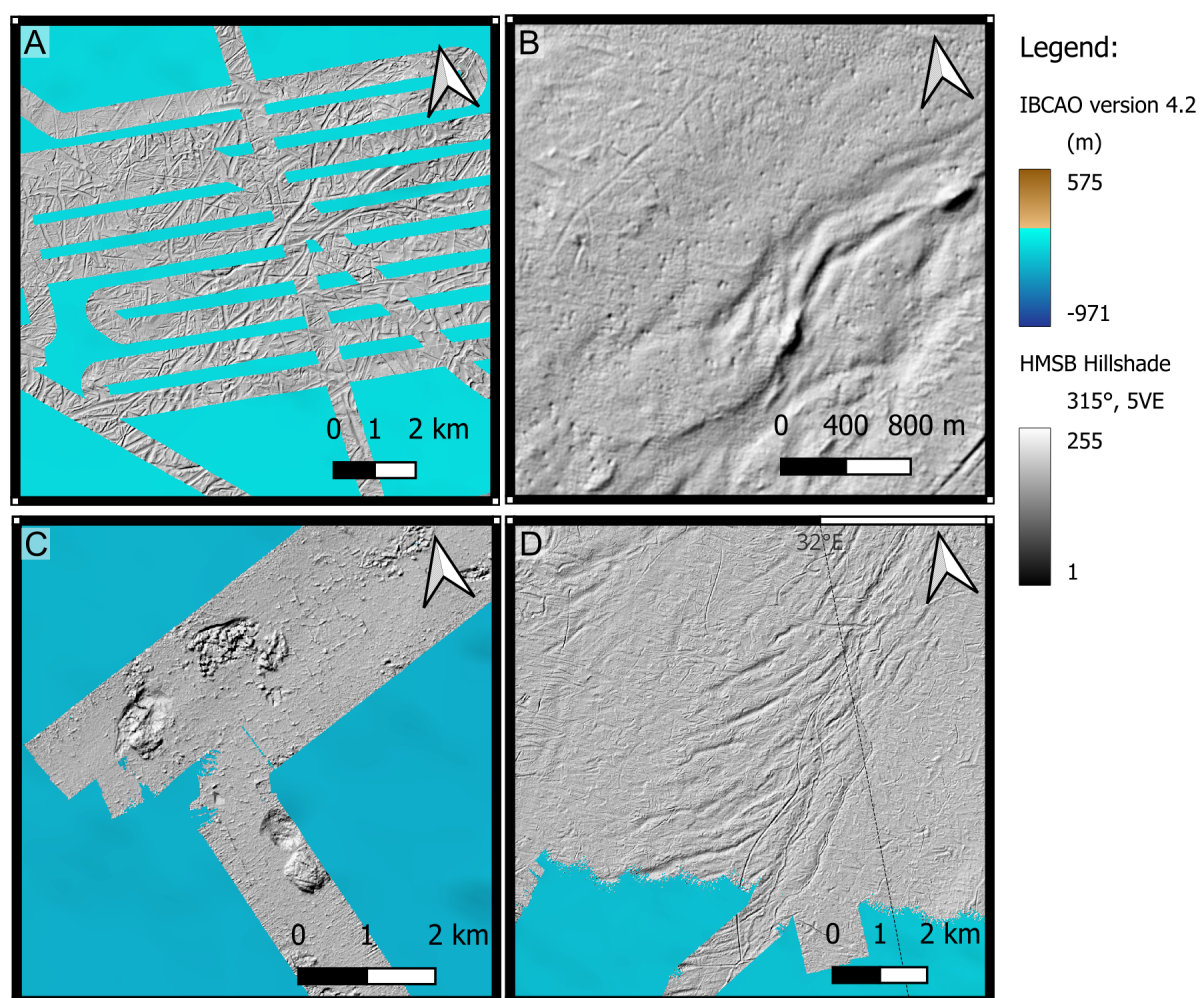 A
0 1 2 km
B
0 400 800 m
C
0 1 2 km
D
32°E
0 1 2 km
Legend:
IBCAO version 4.2
(m)
575
-971
HMSB Hillshade
315°, 5VE
255
1